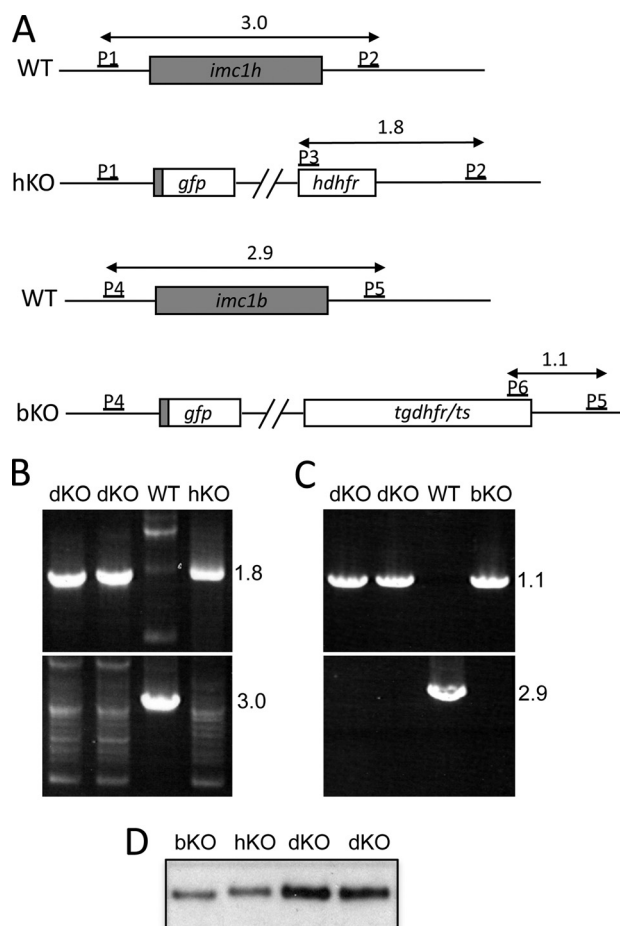 A
3.0
P1 P2
WT imc1h
1.8
P1 P3 P2
hKO gfp hdhfr
2.9
P4 P5
WT imc1b
1.1
P4 P6 P5
bKO gfp tgdhfr/ts
B
dKO dKO WT hKO
1.8
3.0
C
dKO dKO WT bKO
1.1
2.9
D
bKO hKO dKO dKO